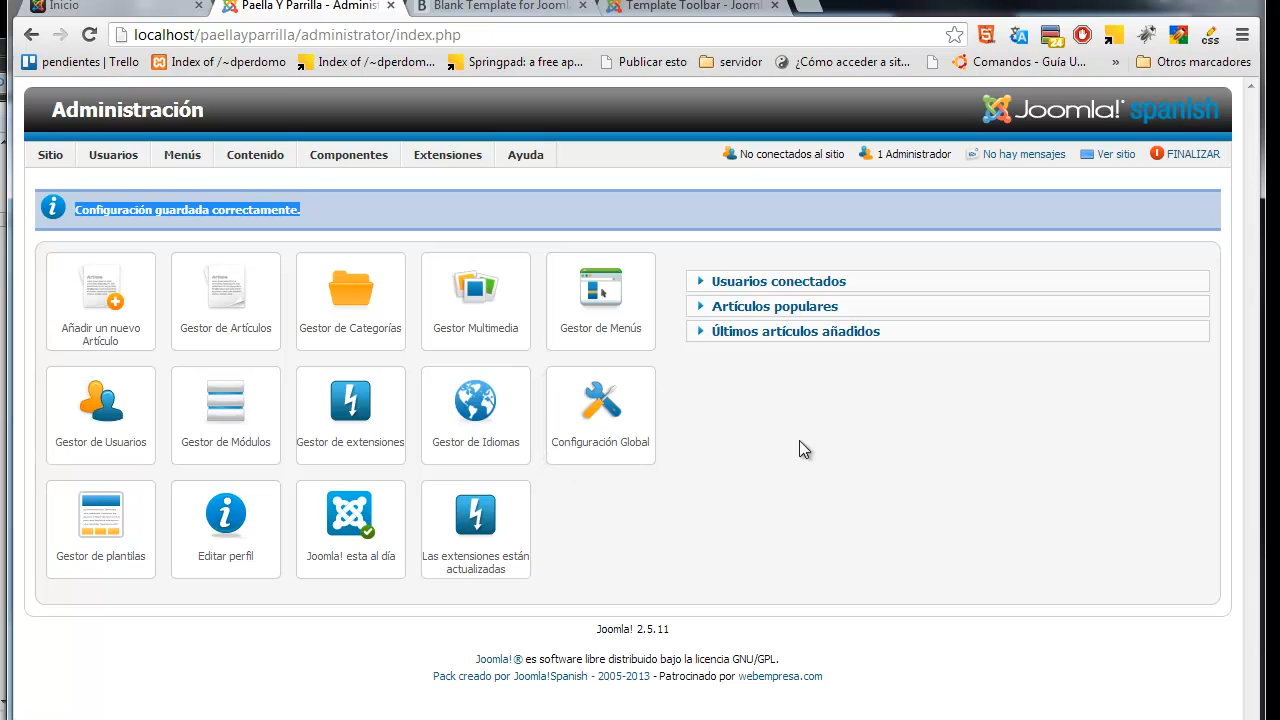 Inicio
Paella Y Parrilla - Administ
Blank Template for Jooml
Template Toolbar - Jooml
localhost/paellayparrilla/administrator/index.php
24
css
pendientes | Trello
Index of /~dperdomo
Index of /~dperdom...
Springpad: a free ap...
Publicar esto
servidor
¿Cómo acceder a sit...
Comandos - Guía U...
»
Otros marcadores
Administración
Joomla! spanish
Sitio
Usuarios
Menús
Contenido
Componentes
Extensiones
Ayuda
No conectados al sitio
1 Administrador
No hay mensajes
Ver sitio
FINALIZAR
Configuración guardada correctamente.
Añadir un nuevo
Artículo
Gestor de Artículos
Gestor de Categorías
Gestor Multimedia
Gestor de Menús
Usuarios conectados
Artículos populares
Últimos artículos añadidos
Gestor de Usuarios
Gestor de Módulos
Gestor de extensiones
Gestor de Idiomas
Configuración Global
Gestor de plantilas
Editar perfil
Joomla! esta al día
Las extensiones están
actualizadas
Joomla! 2.5.11
Joomla! ® es software libre distribuido bajo la licencia GNU/GPL.
Pack creado por Joomla!Spanish - 2005-2013 - Patrocinado por webempresa.com